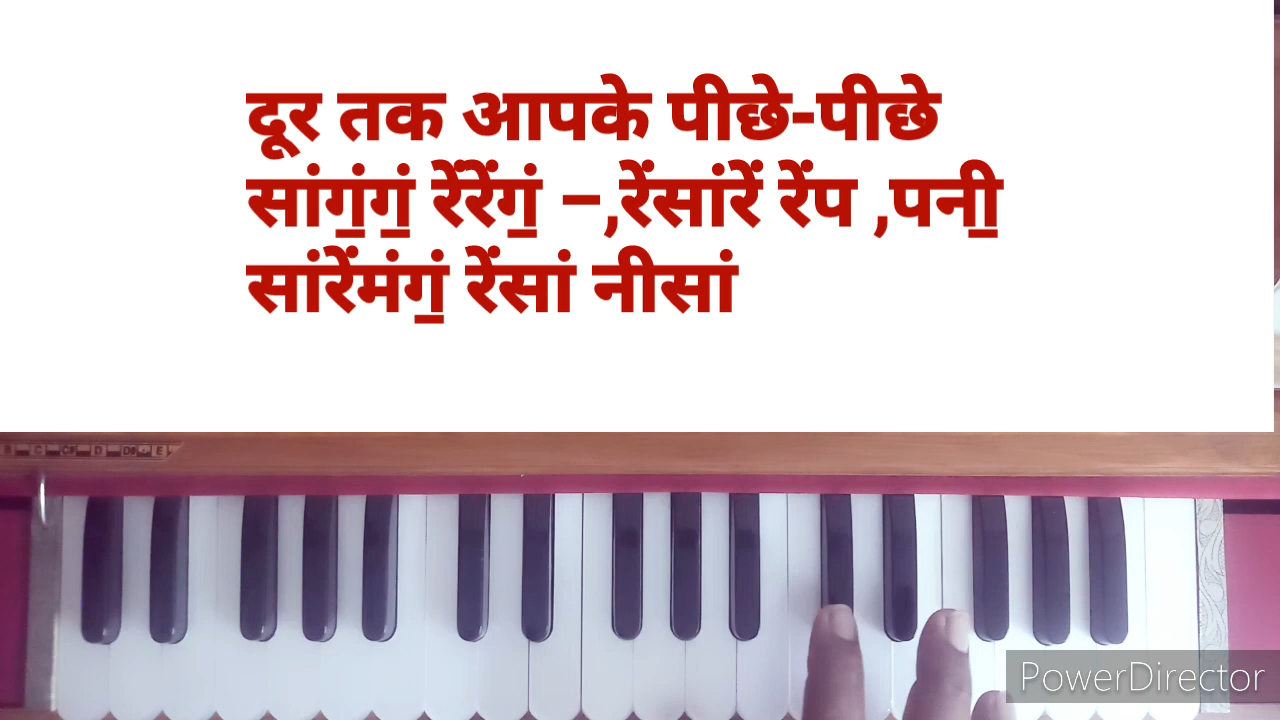 दूर तक आपके पीछे-पीछे
सांग॒ंग॒ं रेंरेंग॒ं –,रेंसांरें रेंप ,पनी॒
सांरेंमंग॒ं रेंसां नीसां
B C C# D D# E
PowerDirector